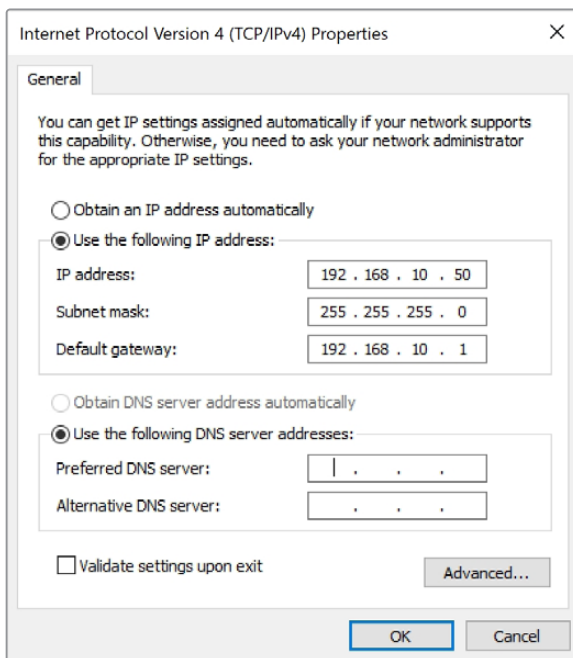 Internet Protocol Version 4 (TCP/IPv4) Properties
General
You can get IP settings assigned automatically if your network supports
this capability. Otherwise, you need to ask your network administrator
for the appropriate IP settings.
Obtain an IP address automatically
Use the following IP address:
IP address: 192 . 168 . 10 . 50
Subnet mask: 255 . 255 . 255 . 0
Default gateway: 192 . 168 . 10 . 1
Obtain DNS server address automatically
Use the following DNS server addresses:
Preferred DNS server: . . .
Alternative DNS server: . . .
Validate settings upon exit
Advanced...
OK Cancel